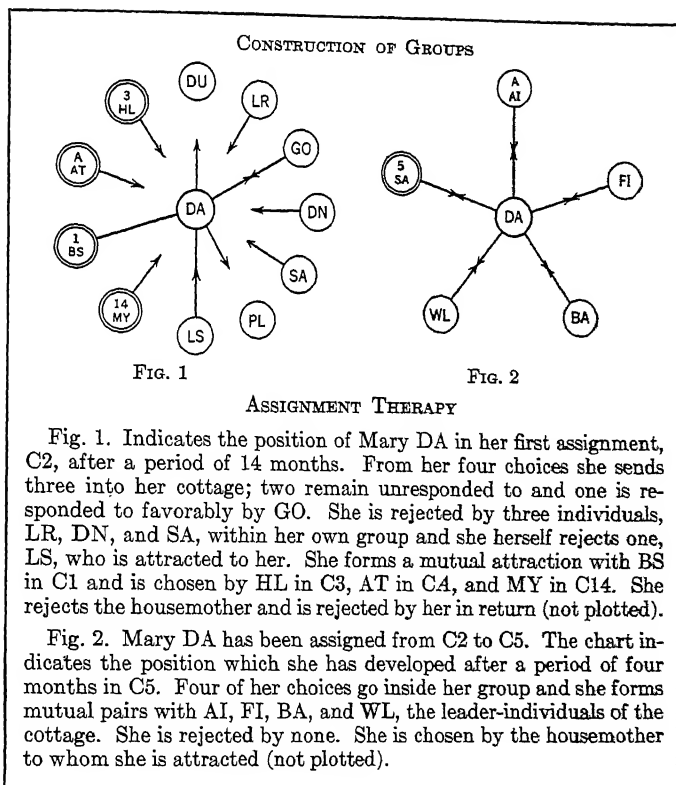 CONSTRUCTION OF GROUPS
DU
3
HL
LR
A
AT
GO
DA
DN
1
BS
SA
14
MY
LS
PL
FIG. 1
A
AI
5
SA
FI
DA
WL
BA
FIG. 2
ASSIGNMENT THERAPY
Fig. 1. Indicates the position of Mary DA in her first assignment,
C2, after a period of 14 months. From her four choices she sends
three into her cottage; two remain unresponded to and one is re-
sponded to favorably by GO. She is rejected by three individuals,
LR, DN, and SA, within her own group and she herself rejects one,
LS, who is attracted to her. She forms a mutual attraction with BS
in C1 and is chosen by HL in C3, AT in CA, and MY in C14. She
rejects the housemother and is rejected by her in return (not plotted).
Fig. 2. Mary DA has been assigned from C2 to C5. The chart in-
dicates the position which she has developed after a period of four
months in C5. Four of her choices go inside her group and she forms
mutual pairs with AI, FI, BA, and WL, the leader-individuals of the
cottage. She is rejected by none. She is chosen by the housemother
to whom she is attracted (not plotted).